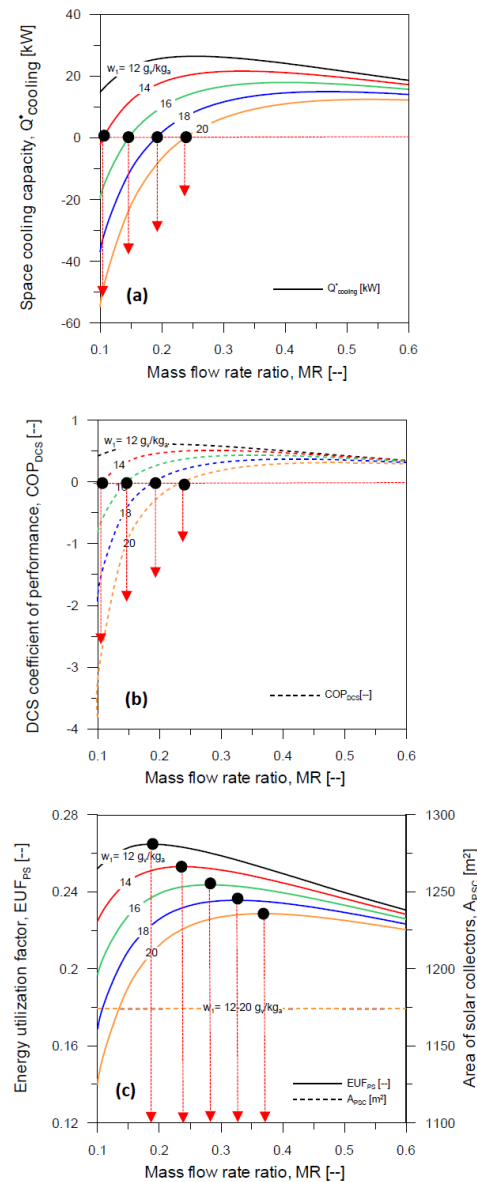 40
20
0
-20
-40
-60
Space cooling capacity, Q•cooling [kW]
w1= 12 gv/kga
14
16
18
20
(a)
Q•cooling [kW]
0.1 0.2 0.3 0.4 0.5 0.6
Mass flow rate ratio, MR [--]
1
0
-1
-2
-3
-4
DCS coefficient of performance, COPDCS [--]
w1= 12 gv/kga
14
16
18
20
(b)
COPDCS[--]
0.1 0.2 0.3 0.4 0.5 0.6
Mass flow rate ratio, MR [--]
0.28
0.24
0.2
0.16
0.12
Energy utilization factor, EUFPS [--]
w1= 12 gv/kga
14
16
18
20
w1= 12-20 gv/kga
(c)
EUFPS [--]
APSC [m²]
1300
1250
1200
1150
1100
Area of solar collectors, APSC [m²]
0.1 0.2 0.3 0.4 0.5 0.6
Mass flow rate ratio, MR [--]